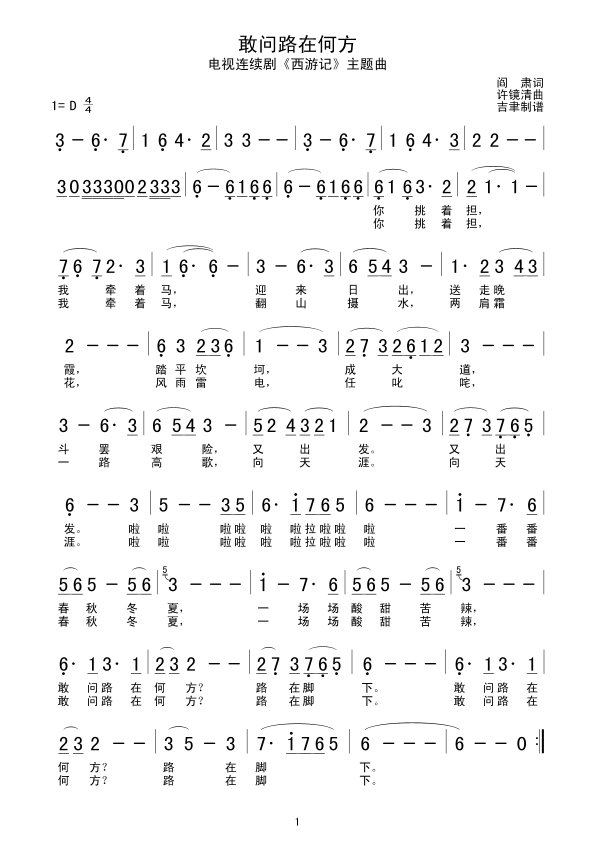 敢问路在何方
电视连续剧《西游记》主题曲
阎 肃词
许镜清曲
吉聿制谱
1= D 4/4
3 － 6· 7 | 1 6 4· 2 | 3 3 － － | 3 － 6· 7 | 1 6 4· 2 | 2 － － － |
3 0 3 3 3 0 0 2 3 3 3 | 6 － 6 1 6 6 | 6 － 6 1 6 6 | 6 1 6 3· 2 | 2 1· 1 －
你 挑 着 担，
你 挑 着 担，
7 6 7 2· 3 | 1 6· 6 － | 3 － 6· 3 | 6 5 4 3 － | 1· 2 3 4 3 |
我 牵 着 马， 迎 来 日 出， 送 走 晚
我 牵 着 马， 翻 山 摄 水， 两 肩 霜
2 － － － | 6 3 2 3 6 | 1 － － 3 | 2 7 3 2 6 1 2 | 3 － － － |
霞， 踏 平 坎 坷， 成 大 道，
花， 风 雨 雷 电， 任 叱 咤，
3 － 6· 3 | 6 5 4 3 － | 5 2 4 3 2 1 | 2 － － 3 | 2 7 3 7 6 5 |
斗 罢 艰 险， 又 出 发。 又 出
一 路 高 歌， 向 天 涯。 向 天
6 － － 3 | 5 － － 3 5 | 6· 1 7 6 5 | 6 － － － | 1 － 7· 6 |
发。 啦 啦 啦 啦 啦 拉 啦 啦 啦 一 番 番
涯。 啦 啦 啦 啦 啦 拉 啦 啦 啦 一 番 番
5 6 5 － 5 6 | 5 3 － － － | 1 － 7· 6 | 5 6 5 － 5 6 | 5 3 － － － |
春 秋 冬 夏， 一 场 场 酸 甜 苦 辣，
春 秋 冬 夏， 一 场 场 酸 甜 苦 辣，
6· 1 3· 1 | 2 3 2 － － | 2 7 3 7 6 5 | 6 － － － | 6· 1 3· 1 |
敢 问 路 在 何 方？ 路 在 脚 下。 敢 问 路 在
敢 问 路 在 何 方？ 路 在 脚 下。 敢 问 路 在
2 3 2 － － | 3 5 － 3 | 7· 1 7 6 5 | 6 － － － | 6 － － 0 :‖
何 方？ 路 在 脚 下。
何 方？ 路 在 脚 下。
1